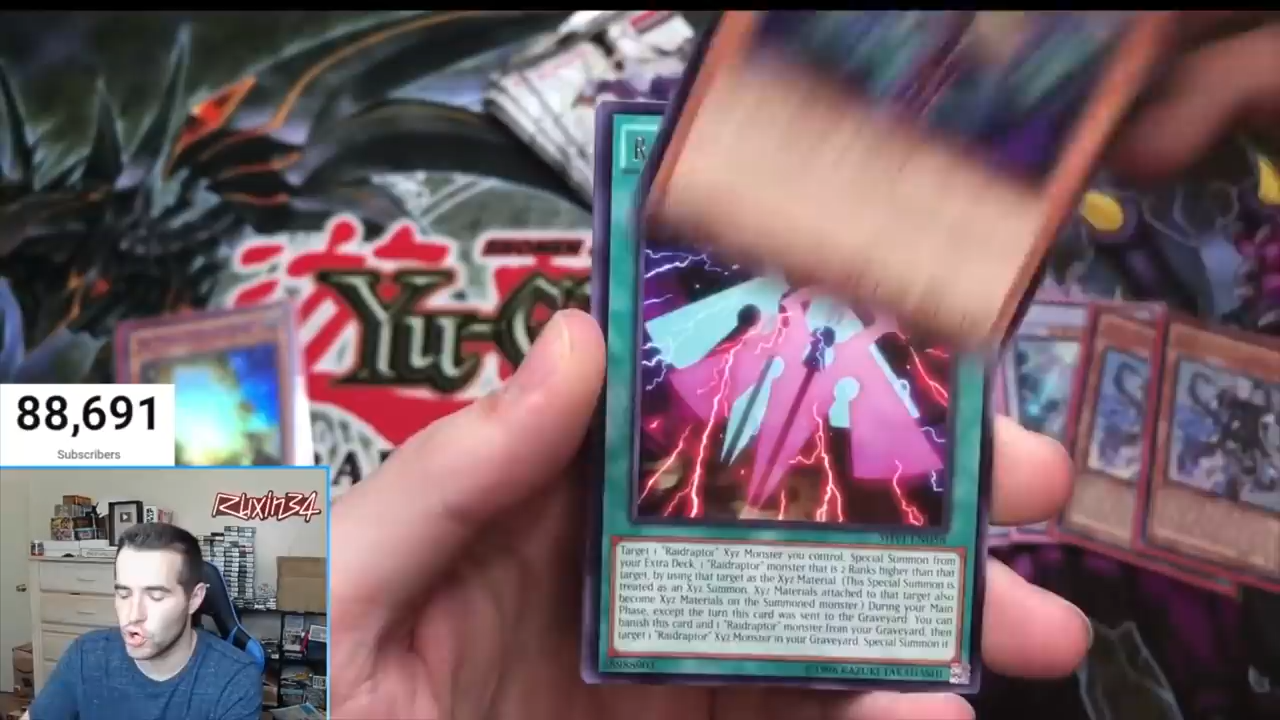 88,691
Subscribers
Ruxin34
遊
Yu-G
R
Target 1 "Raidraptor" Xyz Monster you control. Special Summon from
your Extra Deck, 1 "Raidraptor" monster that is 2 Ranks higher than that
target, by using that target as the Xyz Material. (This Special Summon is
treated as an Xyz Summon. Xyz Materials attached to that target also
become Xyz Materials on the Summoned monster.) During your Main
Phase, except the turn this card was sent to the Graveyard: You can
banish this card and 1 "Raidraptor" monster from your Graveyard, then
target 1 "Raidraptor" Xyz Monster in your Graveyard. Special Summon it
©1996 KAZUKI TAKAHASHI